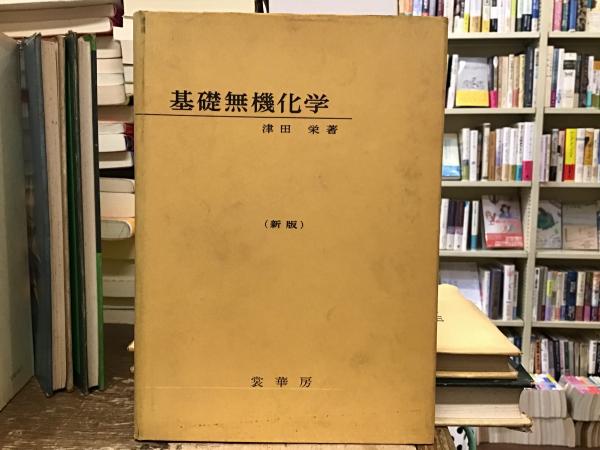 基礎無機化学
津田 栄著
（新版）
裳華房